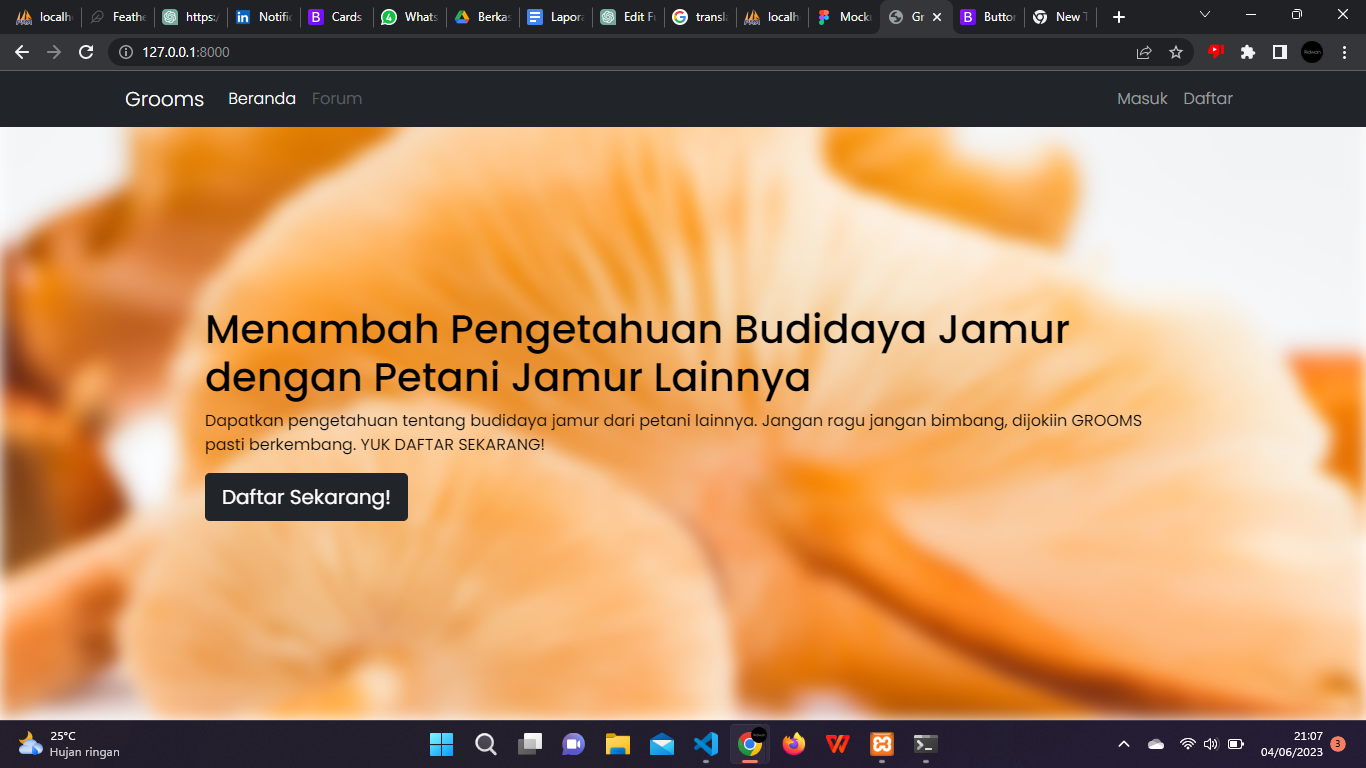 localh
Feathe
https:/
Notific
Cards
Whats
Berkas
Lapora
Edit Fu
transla
localh
Mocku
Gr
Buttor
New T
127.0.0.1:8000
Grooms Beranda Forum Masuk Daftar
Menambah Pengetahuan Budidaya Jamur
dengan Petani Jamur Lainnya
Dapatkan pengetahuan tentang budidaya jamur dari petani lainnya. Jangan ragu jangan bimbang, dijokiin GROOMS
pasti berkembang. YUK DAFTAR SEKARANG!
Daftar Sekarang!
25°C
Hujan ringan
21:07
04/06/2023
3